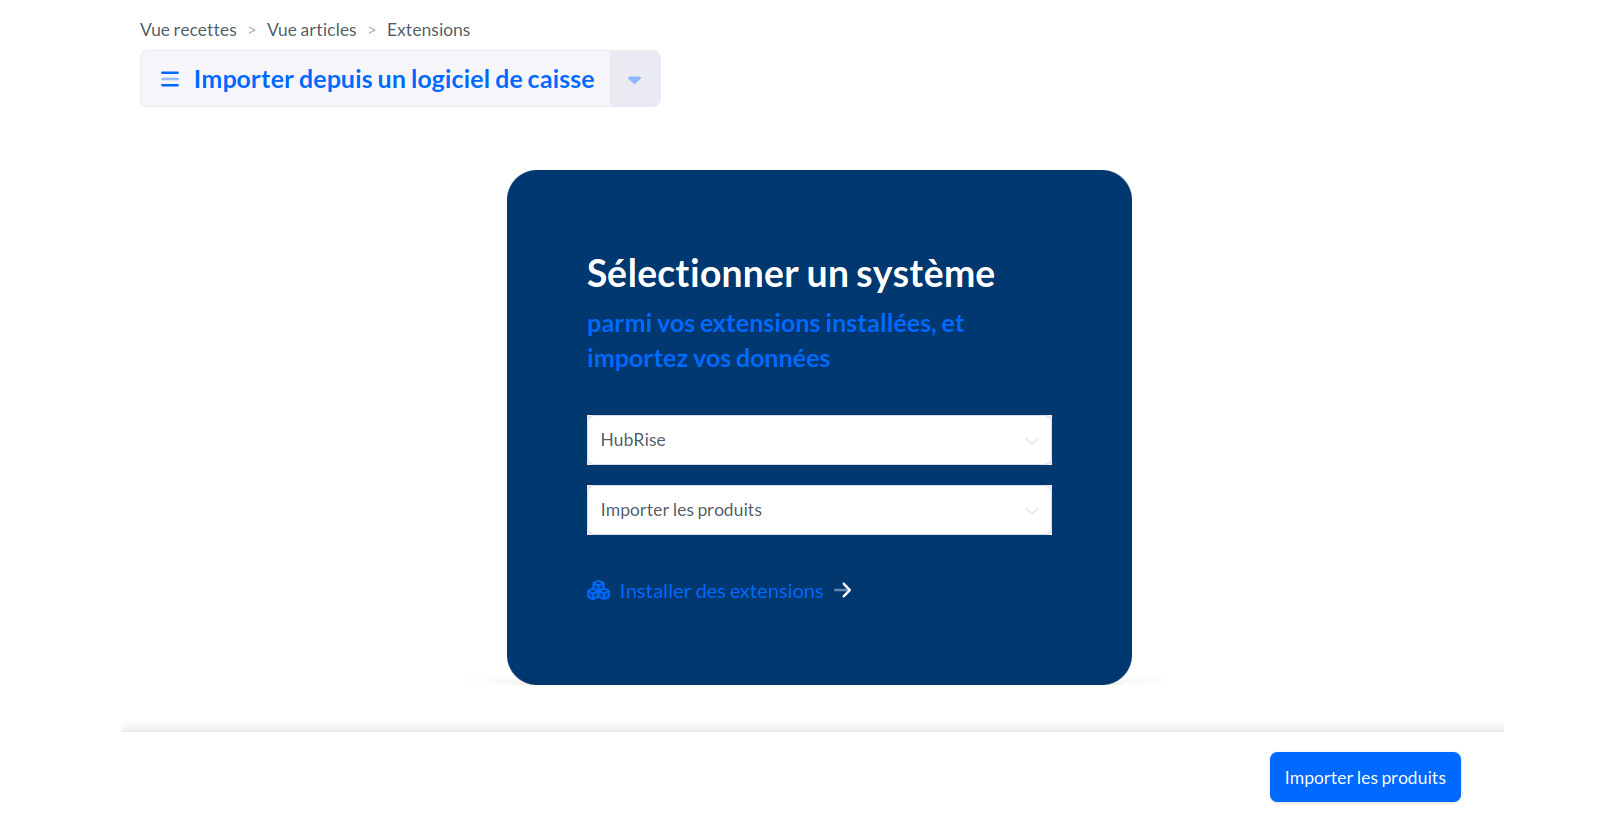 Vue recettes > Vue articles > Extensions
Importer depuis un logiciel de caisse
Sélectionner un système
parmi vos extensions installées, et
importez vos données
HubRise
Importer les produits
Installer des extensions
Importer les produits